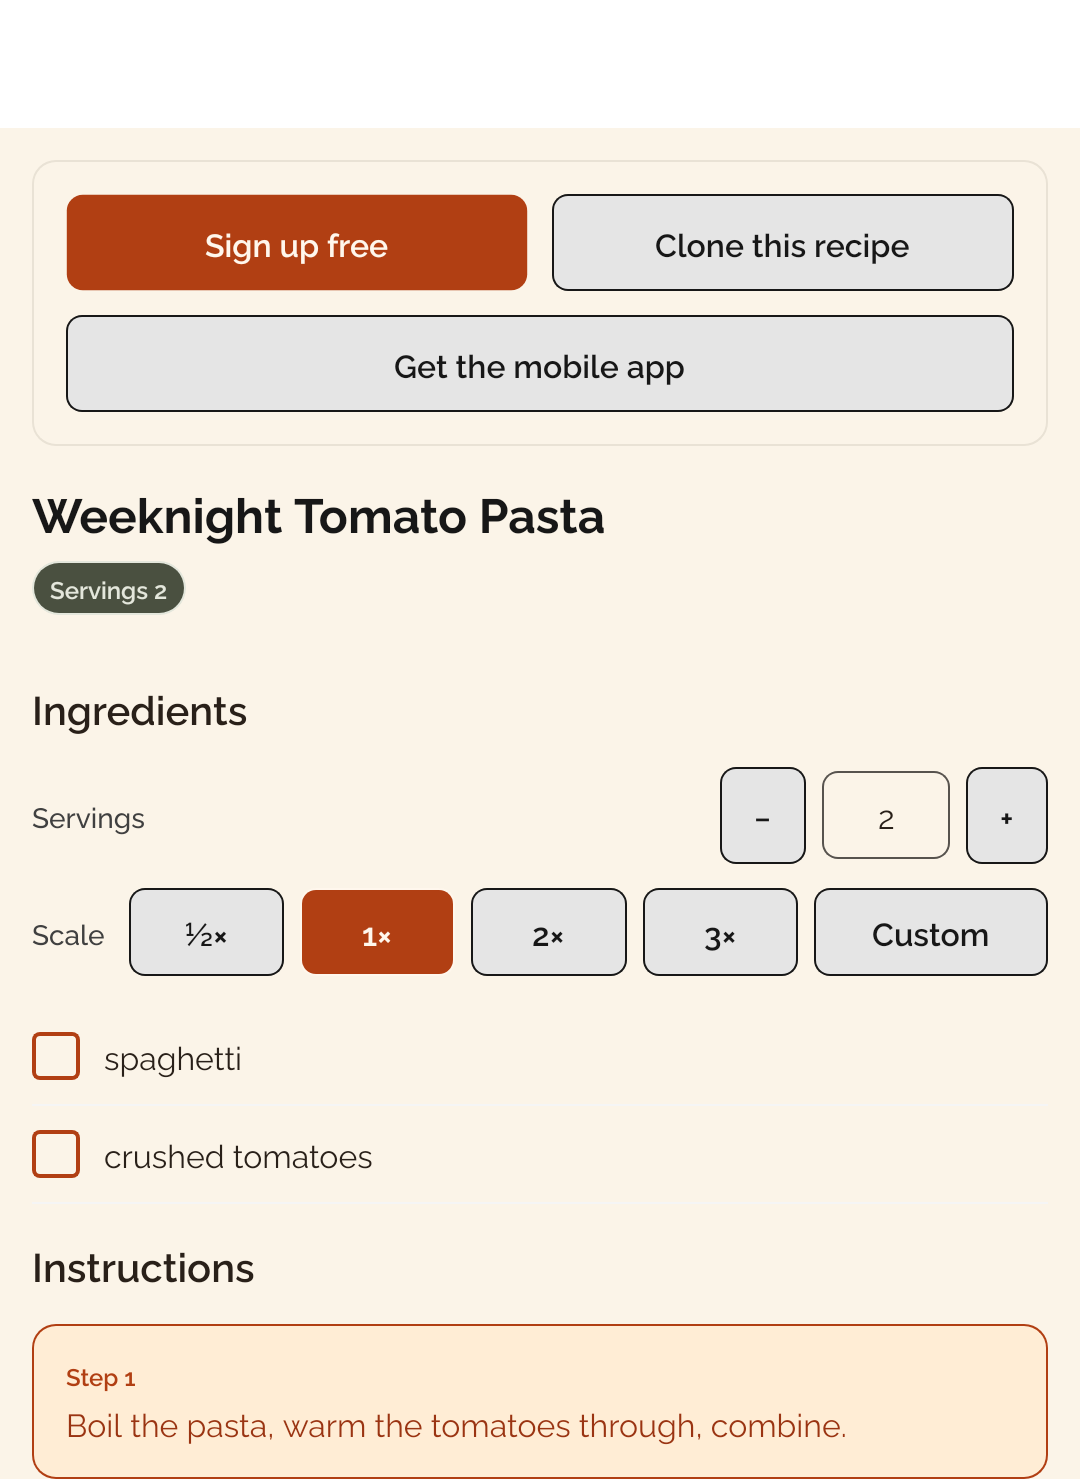 Sign up free
Clone this recipe
Get the mobile app
Weeknight Tomato Pasta
Servings 2
Ingredients
Servings
–
2
+
Scale
½×
1×
2×
3×
Custom
spaghetti
crushed tomatoes
Instructions
Step 1
Boil the pasta, warm the tomatoes through, combine.